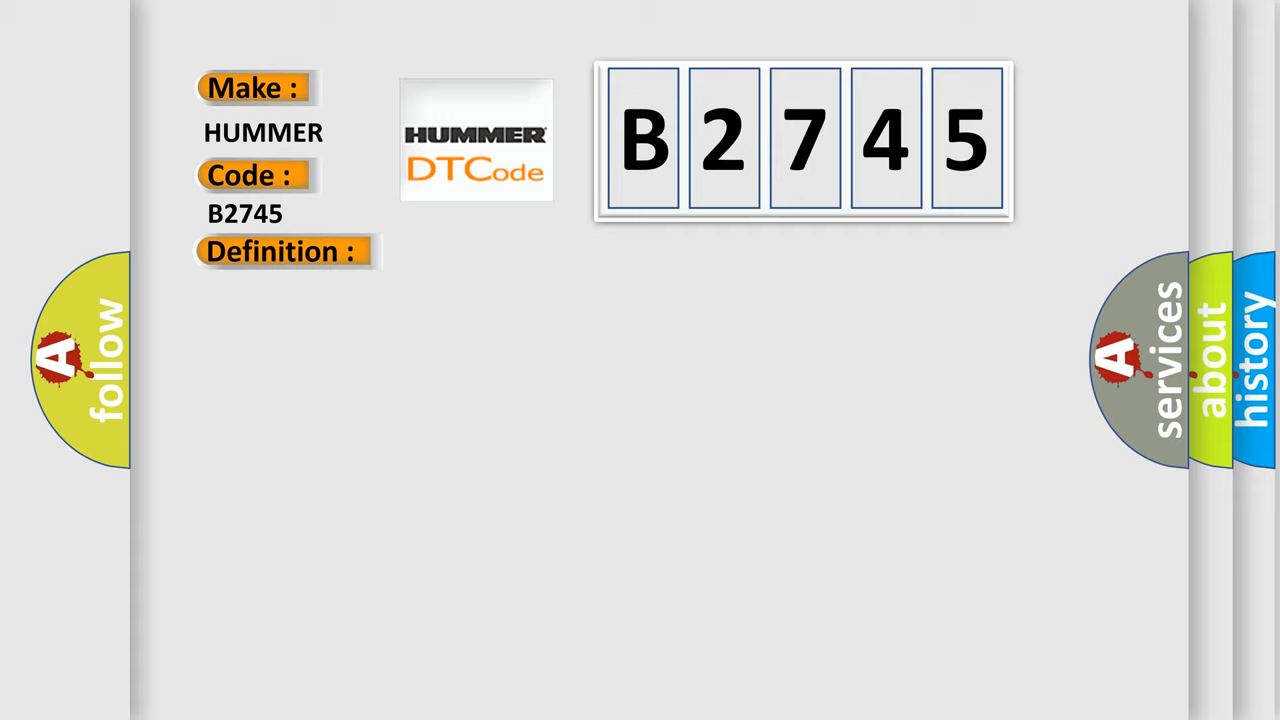 Make :
HUMMER
Code :
B2745
Definition :
HUMMER
DTCode
B 2 7 4 5
A follow
A services
about
history